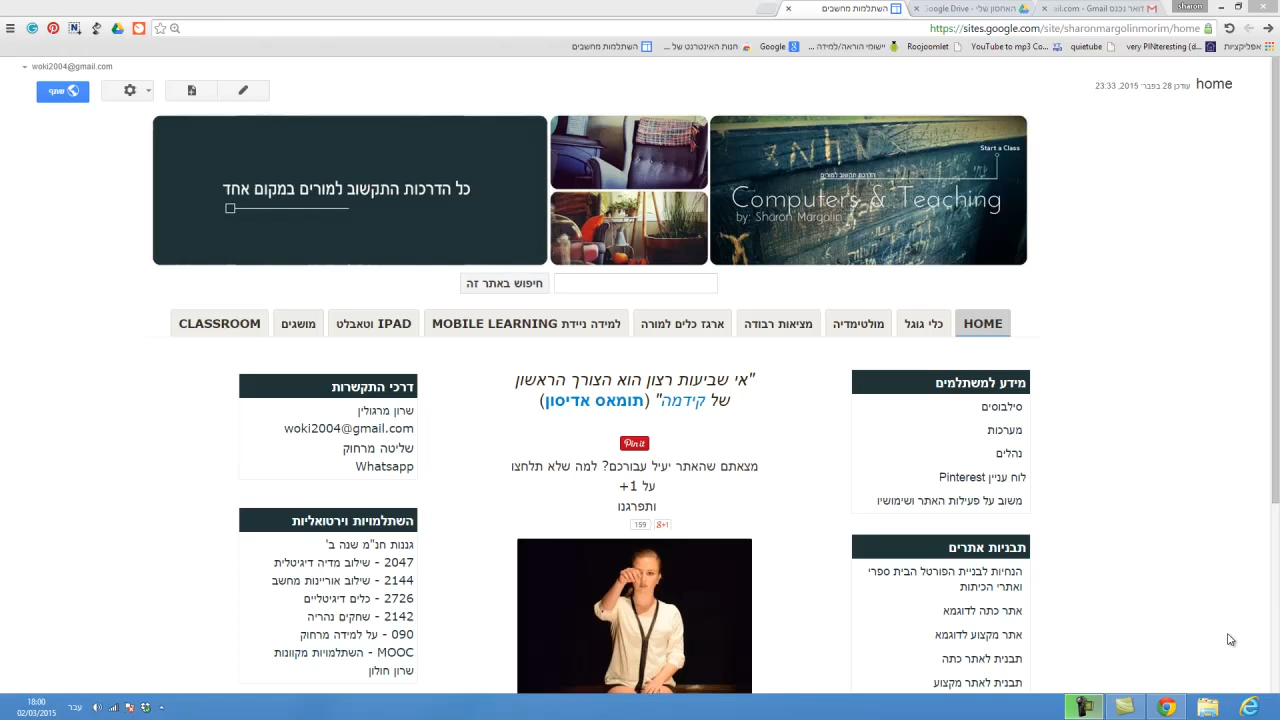 sharon
דואר נכנס ail.com - Gmail
האחסון שלי - Google Drive
השתלמות מחשבים
https://sites.google.com/site/sharonmargolinmorim/home
אפליקציות
very PINteresting (d...
quietube
YouTube to mp3 Co...
Roojoomlet
יישומי הוראה/למידה ...
Google
חנות האינטרנט של ...
השתלמות מחשבים
woki2004@gmail.com
home עודכן 28 בפבר׳ 2015, 23:33
שתף
Start a Class
הדרכת תקשוב למורים
Computers & Teaching
by: Sharon Margolin
כל הדרכות התקשוב למורים במקום אחד
חיפוש באתר זה
HOME
כלי גוגל
מולטימדיה
מציאות רבודה
ארגז כלים למורה
למידה ניידת MOBILE LEARNING
IPAD וטאבלט
מושגים
CLASSROOM
מידע למשתלמים
סילבוסים
מערכות
נהלים
לוח עניין Pinterest
משוב על פעילות האתר ושימושיו
תבניות אתרים
הנחיות לבניית הפורטל הבית ספרי
ואתרי הכיתות
אתר כתה לדוגמא
אתר מקצוע לדוגמא
תבנית לאתר כתה
תבנית לאתר מקצוע
"אי שביעות רצון הוא הצורך הראשון
של קידמה" (תומאס אדיסון)
Pin it
מצאתם שהאתר יעיל עבורכם? למה שלא תלחצו
על 1+
ותפרגנו
g+1 159
דרכי התקשרות
שרון מרגולין
woki2004@gmail.com
שליטה מרחוק
Whatsapp
השתלמויות וירטואליות
גננות חנ"מ שנה ב'
2047 - שילוב מדיה דיגיטלית
2144 - שילוב אוריינות מחשב
2726 - כלים דיגיטליים
2142 - שחקים נהריה
090 - על למידה מרחוק
MOOC - השתלמויות מקוונות
שרון חולון
עבר
18:00
02/03/2015